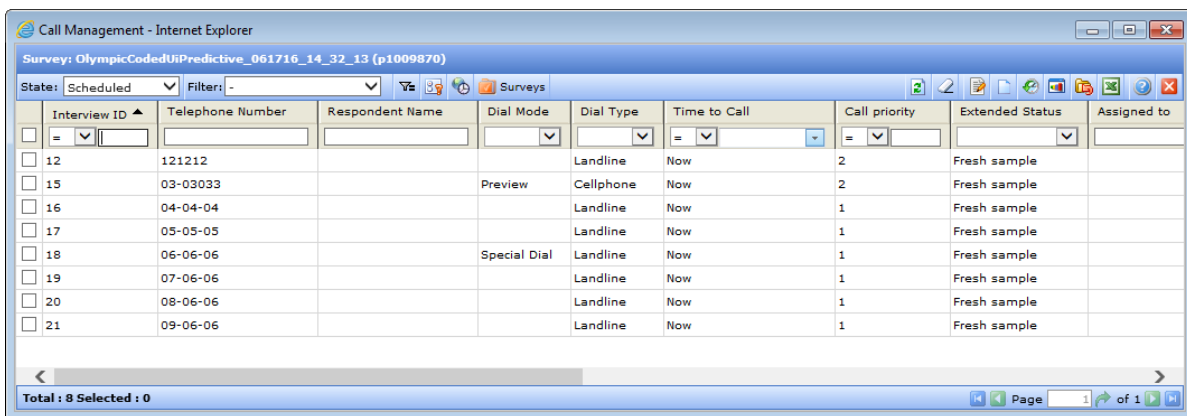 Call Management - Internet Explorer
Survey: OlympicCodedUiPredictive_061716_14_32_13 (p1009870)
State: Scheduled Filter: - Surveys
Interview ID Telephone Number Respondent Name Dial Mode Dial Type Time to Call Call priority Extended Status Assigned to
= = =
12 121212 Landline Now 2 Fresh sample
15 03-03033 Preview Cellphone Now 2 Fresh sample
16 04-04-04 Landline Now 1 Fresh sample
17 05-05-05 Landline Now 1 Fresh sample
18 06-06-06 Special Dial Landline Now 1 Fresh sample
19 07-06-06 Landline Now 1 Fresh sample
20 08-06-06 Landline Now 1 Fresh sample
21 09-06-06 Landline Now 1 Fresh sample
Total : 8 Selected : 0 Page 1 of 1